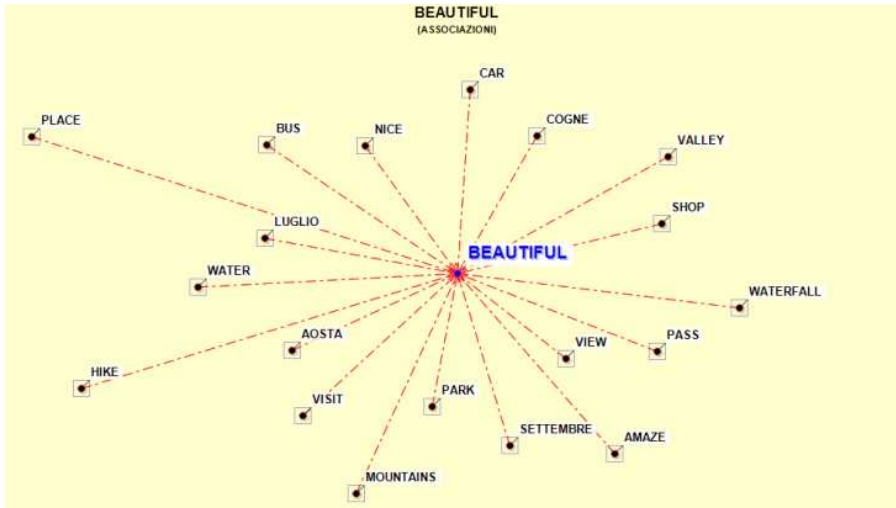 BEAUTIFUL
(ASSOCIAZIONI)
CAR
PLACE
BUS
NICE
COGNE
VALLEY
SHOP
LUGLIO
BEAUTIFUL
WATER
WATERFALL
AOSTA
VIEW
PASS
HIKE
VISIT
PARK
SETTEMBRE
AMAZE
MOUNTAINS